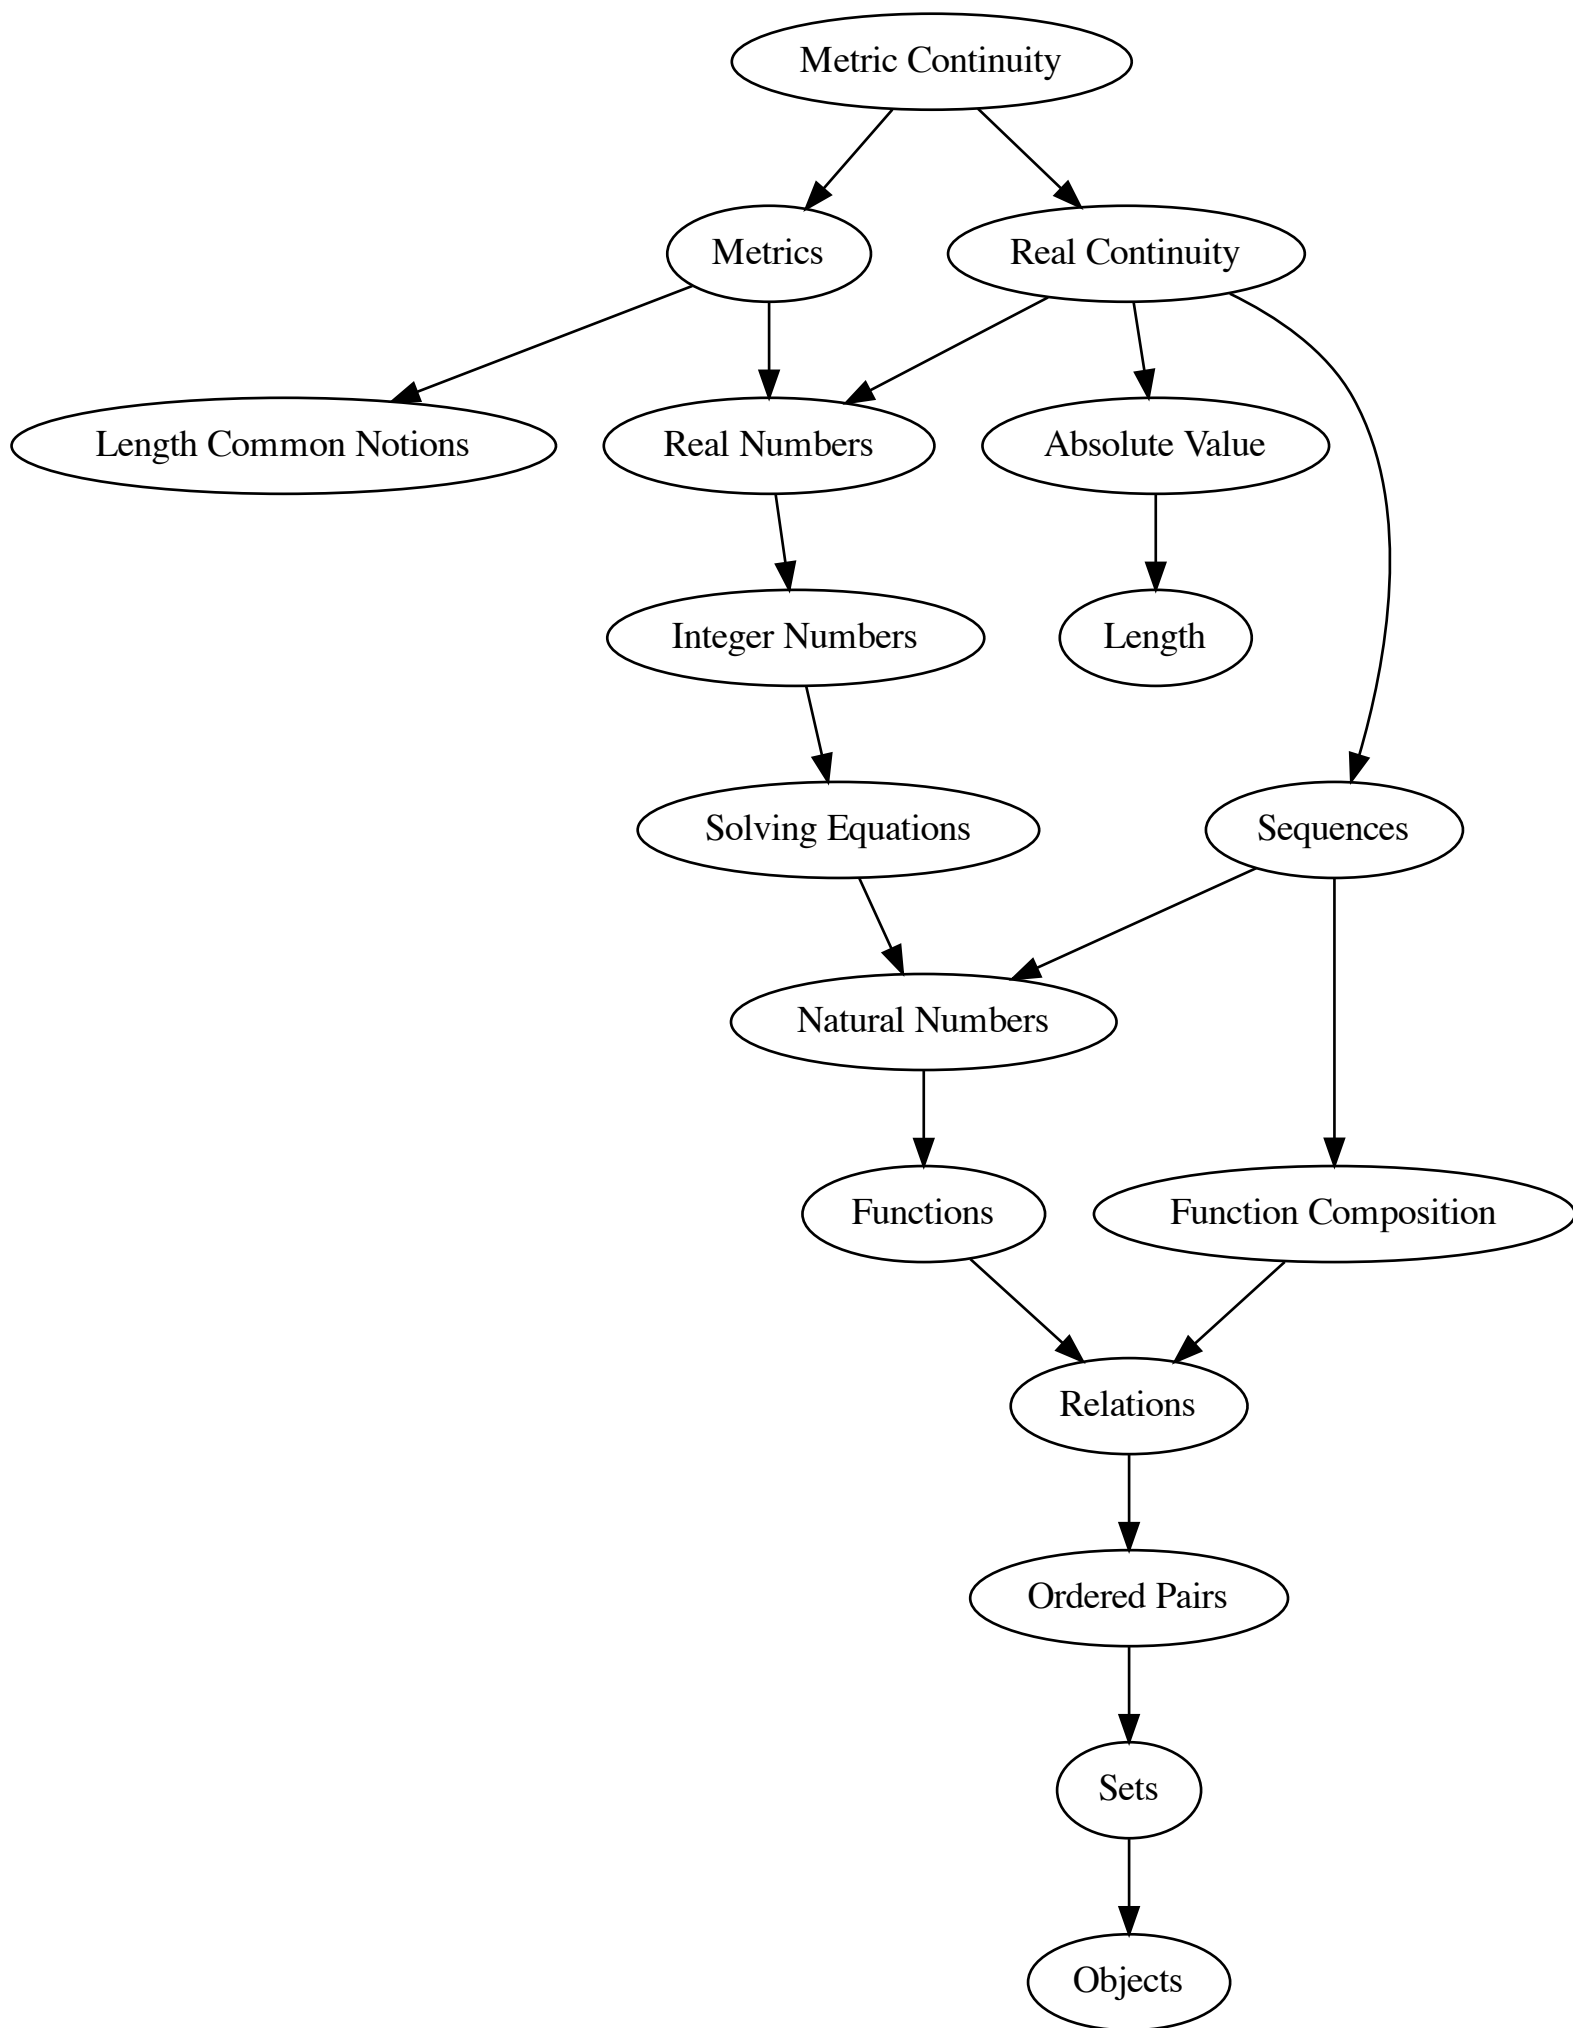 Metric Continuity
Metrics
Real Continuity
Length Common Notions
Real Numbers
Absolute Value
Integer Numbers
Length
Solving Equations
Sequences
Natural Numbers
Functions
Function Composition
Relations
Ordered Pairs
Sets
Objects